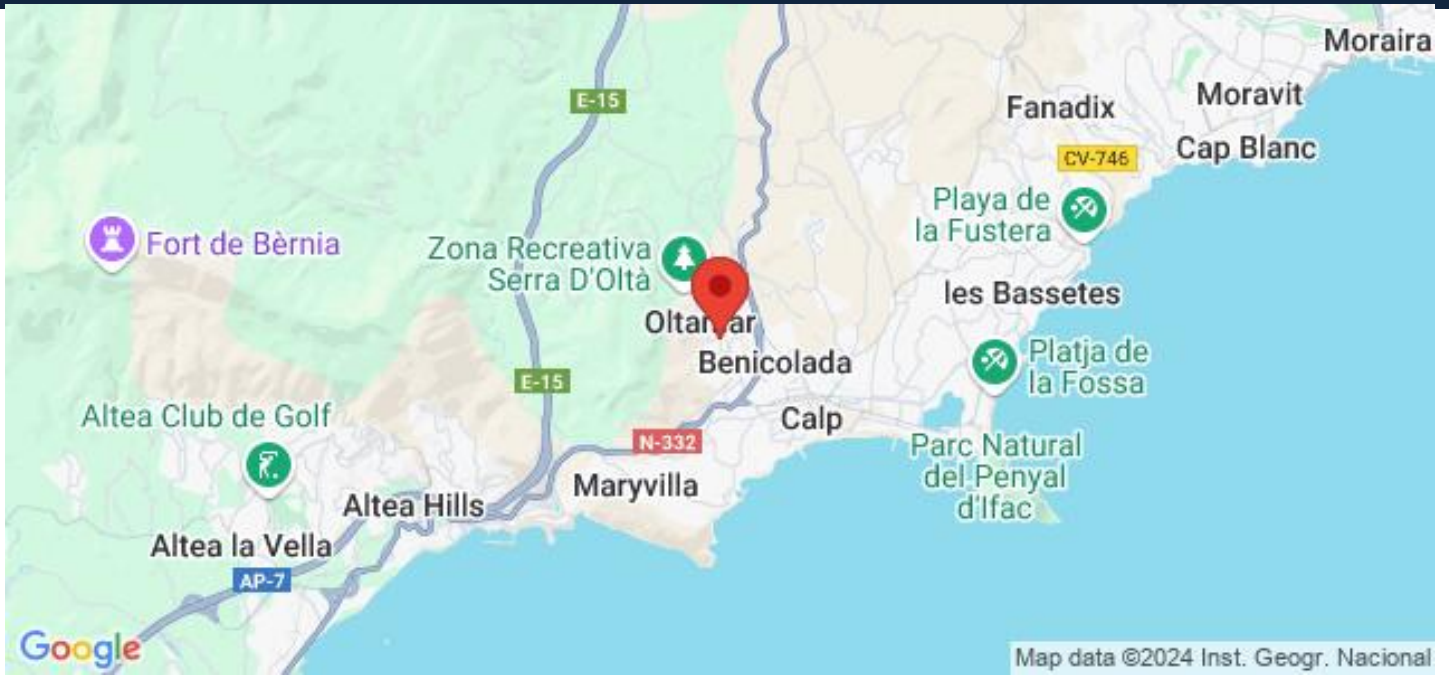 Moraira
E-15
Fanadix
Moravit
Cap Blanc
CV-746
Playa de
la Fustera
Fort de Bèrnia
Zona Recreativa
Serra D'Oltà
les Bassetes
Benicolada
Platja de
la Fossa
E-15
Altea Club de Golf
Calp
N-332
Parc Natural
del Penyal
d'Ifac
Maryvilla
Altea Hills
Altea la Vella
AP-7
Google
Map data ©2024 Inst. Geogr. Nacional